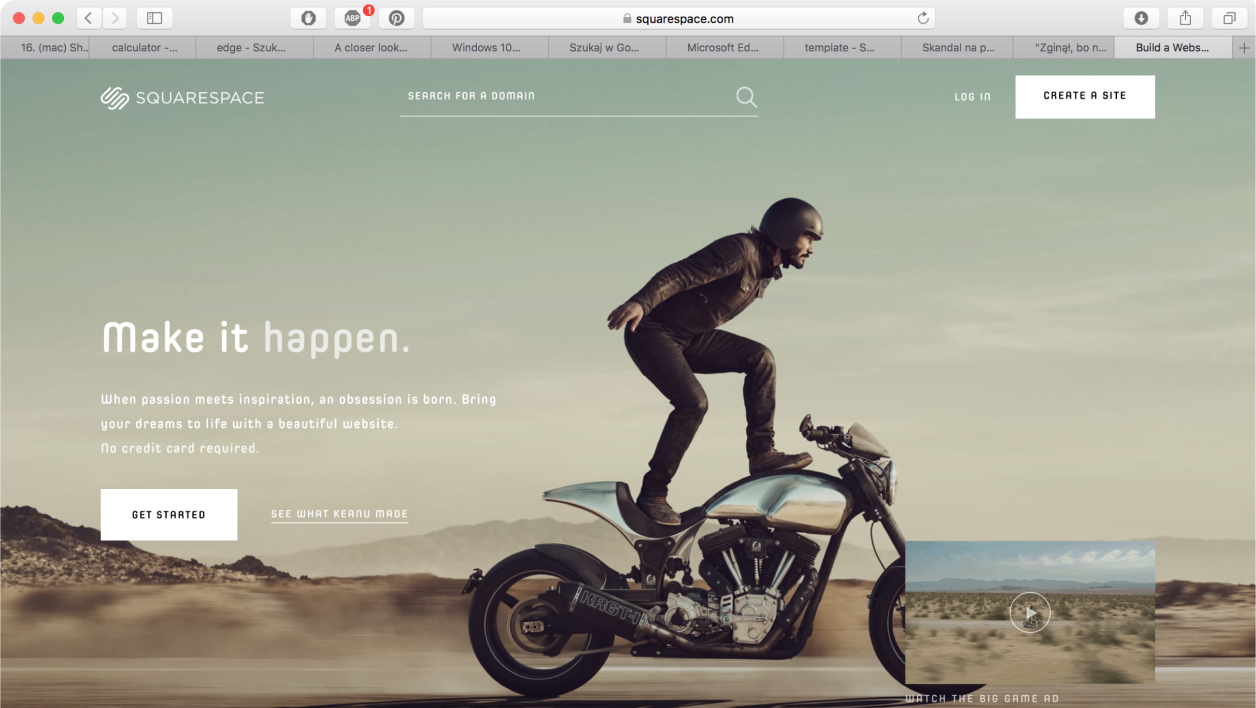 ABP
1
squarespace.com
16. (mac) Sh..
calculator -...
edge - Szuk...
A closer look...
Windows 10...
Szukaj w Go...
Microsoft Ed...
template - S...
Skandal na p...
"Zginął, bo n...
Build a Webs...
SQUARESPACE
SEARCH FOR A DOMAIN
LOG IN
CREATE A SITE
Make it happen.
When passion meets inspiration, an obsession is born. Bring
your dreams to life with a beautiful website.
No credit card required.
GET STARTED
SEE WHAT KEANU MADE
KRGT-1
WATCH THE BIG GAME AD